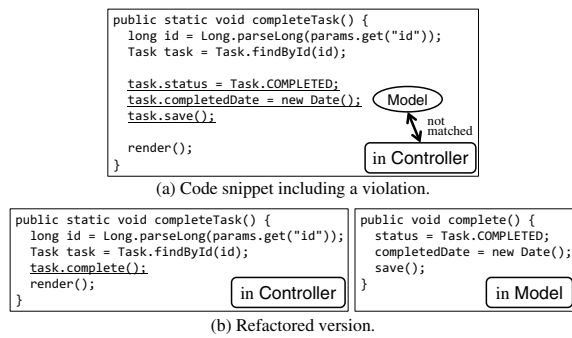 public static void completeTask() {
long id = Long.parseLong(params.get("id"));
Task task = Task.findById(id);
task.status = Task.COMPLETED;
task.completedDate = new Date();
task.save();
render();
}
Model
not
matched
in Controller
(a) Code snippet including a violation.
public static void completeTask() {
long id = Long.parseLong(params.get("id"));
Task task = Task.findById(id);
task.complete();
render();
}
in Controller
public void complete() {
status = Task.COMPLETED;
completedDate = new Date();
save();
}
in Model
(b) Refactored version.